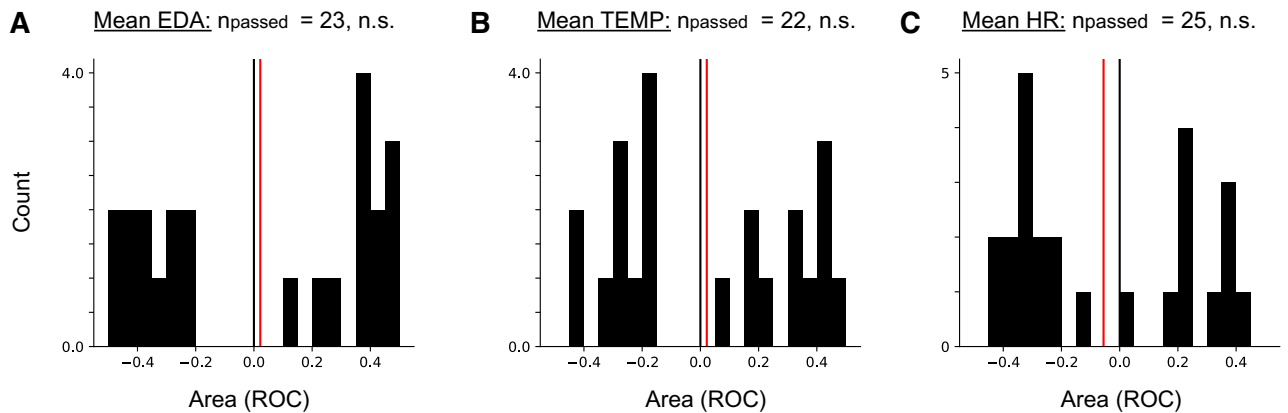 A Mean EDA: npassed = 23, n.s.
4.0
0.0
−0.4 −0.2 0.0 0.2 0.4
Count
Area (ROC)
B Mean TEMP: npassed = 22, n.s.
4.0
0.0
−0.4 −0.2 0.0 0.2 0.4
Area (ROC)
C Mean HR: npassed = 25, n.s.
5
0
−0.4 −0.2 0.0 0.2 0.4
Area (ROC)